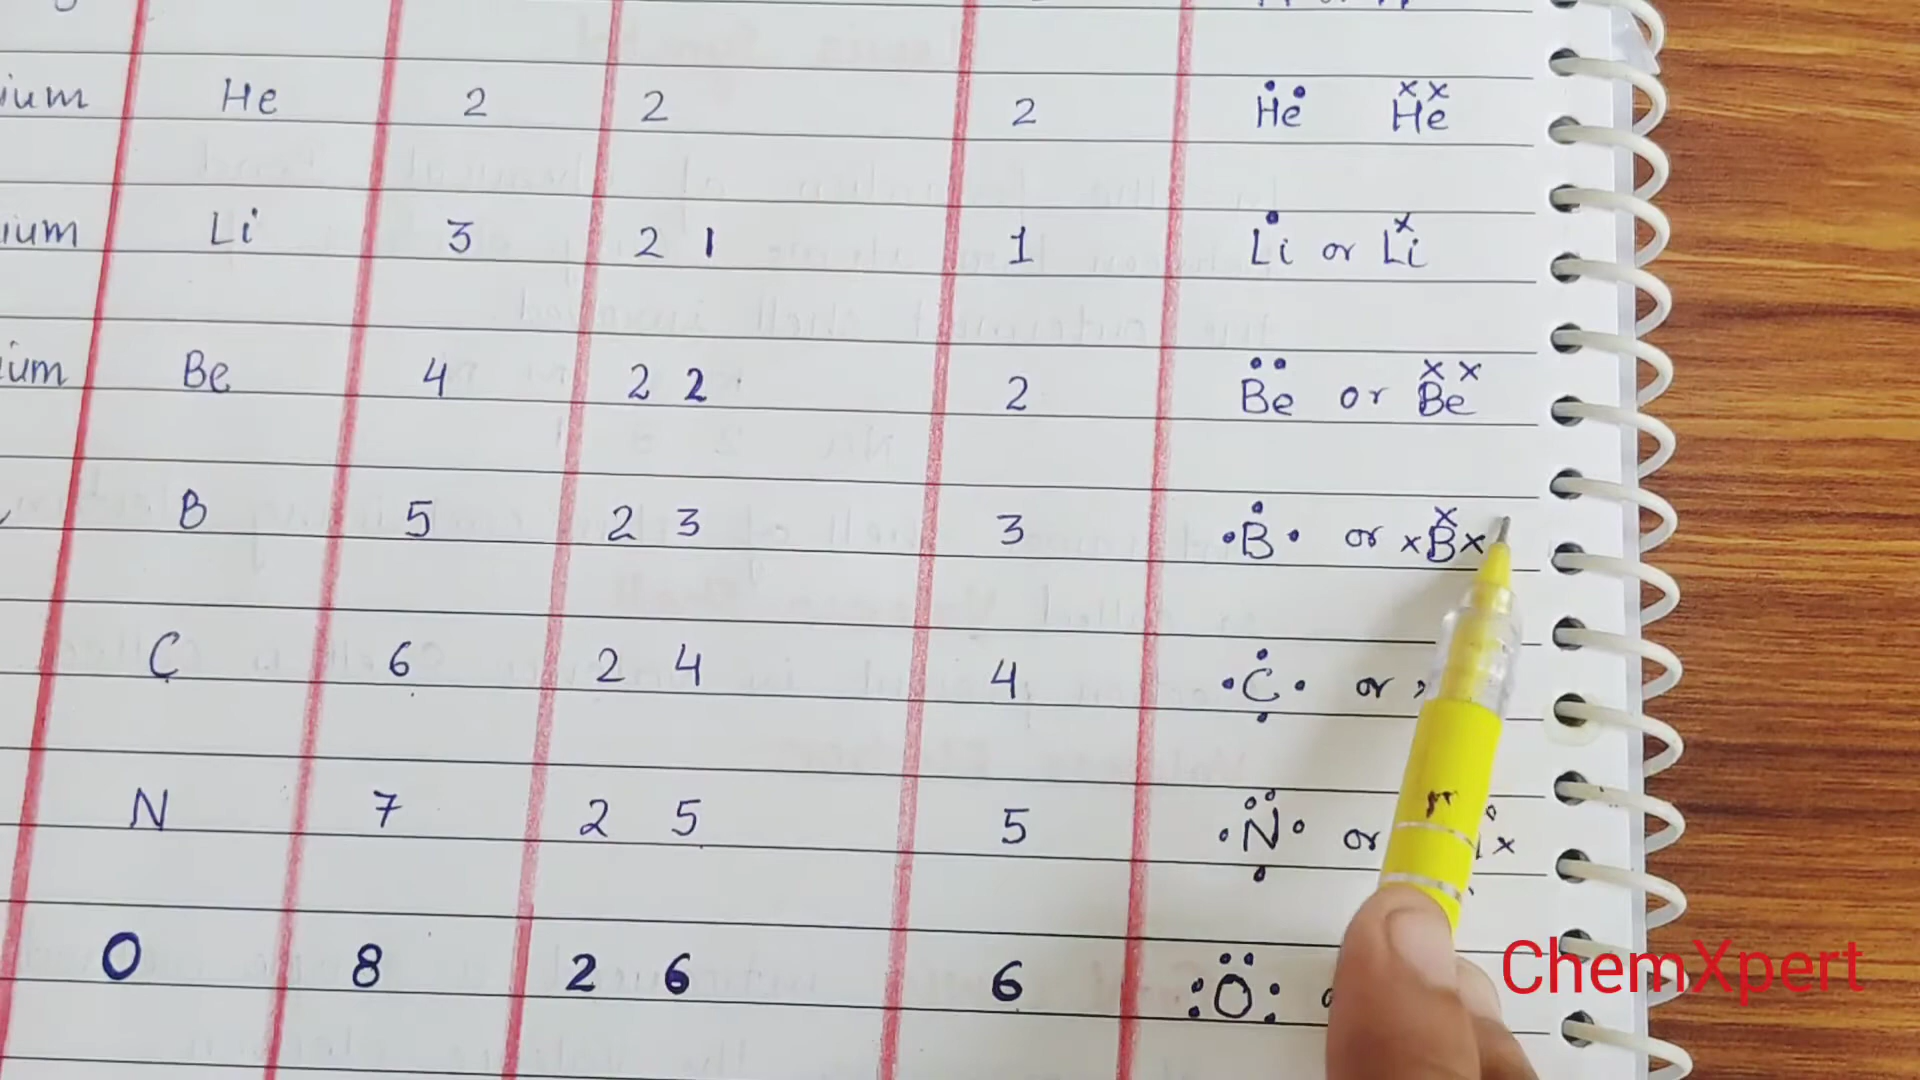 ium He 2 2 2 He He
ium Li 3 2 1 1 Li or Li
ium Be 4 2 2 2 Be or Be
B 5 2 3 3 B or xBx
C 6 2 4 4 ·C· or
N 7 2 5 5 N or x
O 8 2 6 6 :O:
ChemXpert